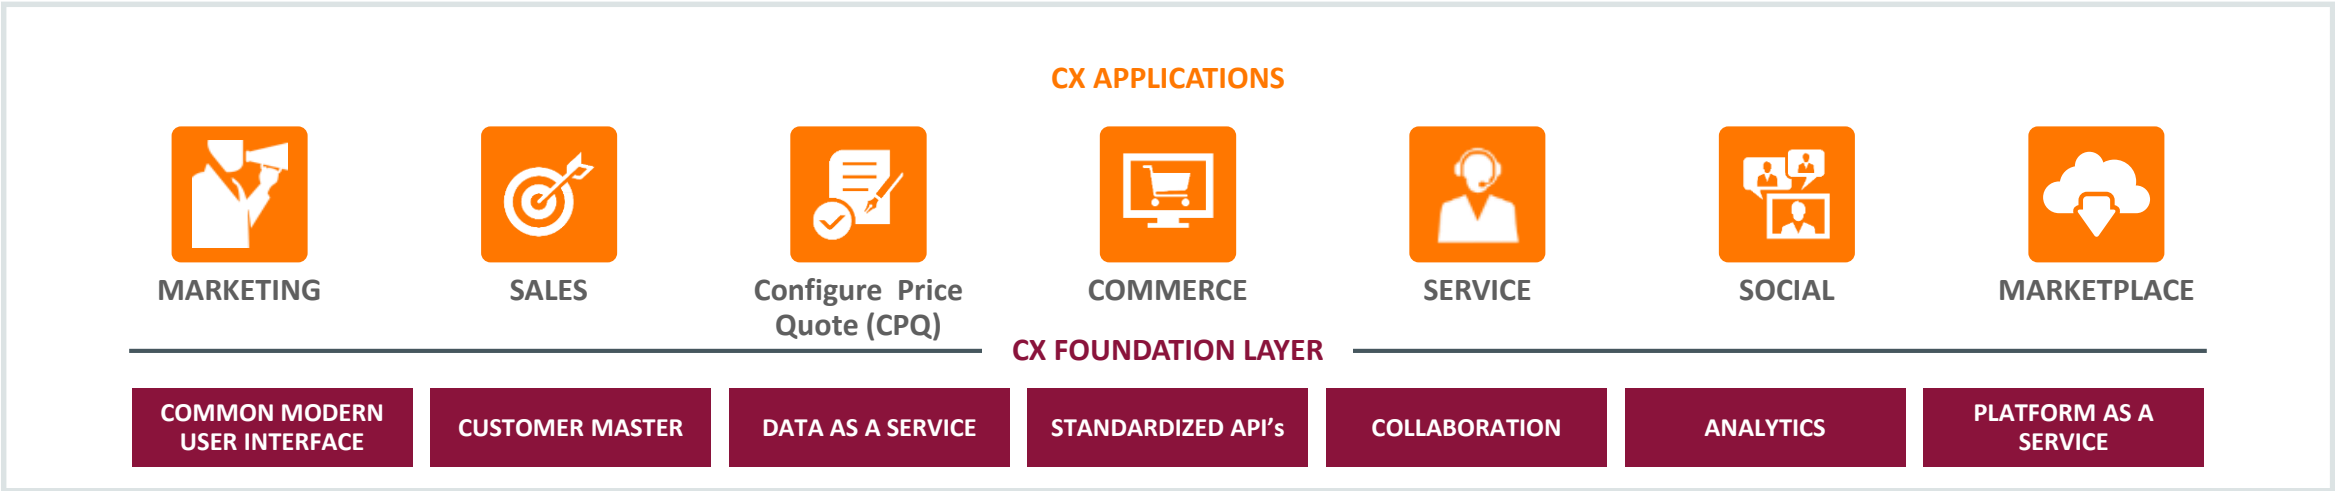 CX APPLICATIONS
MARKETING
SALES
Configure Price
Quote (CPQ)
COMMERCE
SERVICE
SOCIAL
MARKETPLACE
CX FOUNDATION LAYER
COMMON MODERN
USER INTERFACE
CUSTOMER MASTER
DATA AS A SERVICE
STANDARDIZED API’s
COLLABORATION
ANALYTICS
PLATFORM AS A
SERVICE